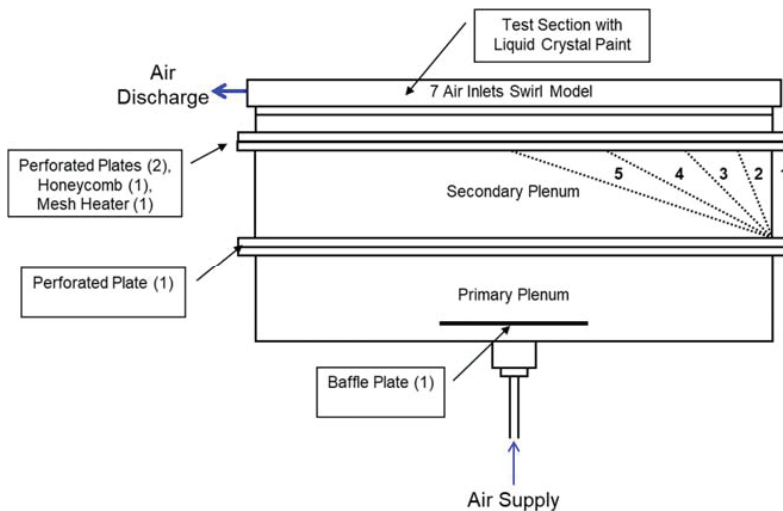 Test Section with
Liquid Crystal Paint
Air
Discharge
7 Air Inlets Swirl Model
Perforated Plates (2),
Honeycomb (1),
Mesh Heater (1)
5 4 3 2
Secondary Plenum
Perforated Plate (1)
Primary Plenum
Baffle Plate (1)
Air Supply